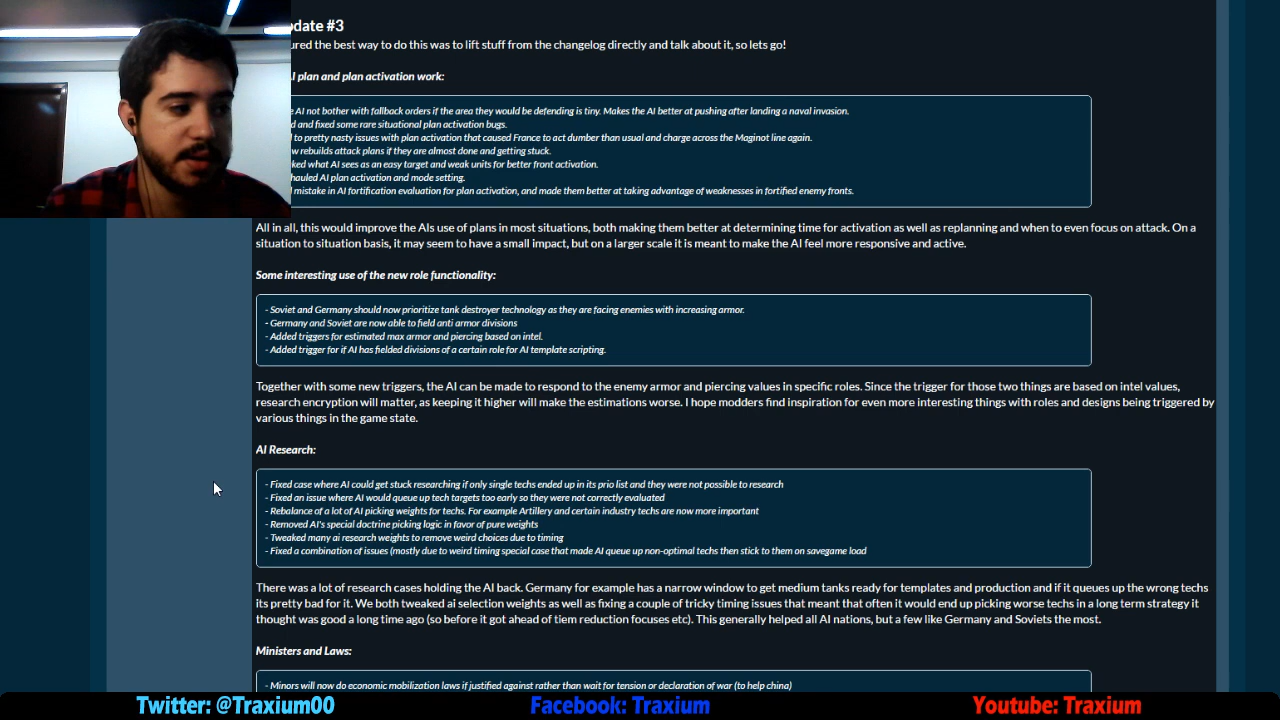 date #3
ured the best way to do this was to lift stuff from the changelog directly and talk about it, so lets go!
I plan and plan activation work:
e AI not bother with fallback orders if the area they would be defending is tiny. Makes the AI better at pushing after landing a naval invasion.
d and fixed some rare situational plan activation bugs.
l to pretty nasty issues with plan activation that caused France to act dumber than usual and charge across the Maginot line again.
w rebuilds attack plans if they are almost done and getting stuck.
ked what AI sees as an easy target and weak units for better front activation.
hauled AI plan activation and mode setting.
l mistake in AI fortification evaluation for plan activation, and made them better at taking advantage of weaknesses in fortified enemy fronts.
All in all, this would improve the AIs use of plans in most situations, both making them better at determining time for activation as well as replanning and when to even focus on attack. On a
situation to situation basis, it may seem to have a small impact, but on a larger scale it is meant to make the AI feel more responsive and active.
Some interesting use of the new role functionality:
- Soviet and Germany should now prioritize tank destroyer technology as they are facing enemies with increasing armor.
- Germany and Soviet are now able to field anti armor divisions
- Added triggers for estimated max armor and piercing based on intel.
- Added trigger for if AI has fielded divisions of a certain role for AI template scripting.
Together with some new triggers, the AI can be made to respond to the enemy armor and piercing values in specific roles. Since the trigger for those two things are based on intel values,
research encryption will matter, as keeping it higher will make the estimations worse. I hope modders find inspiration for even more interesting things with roles and designs being triggered by
various things in the game state.
AI Research:
- Fixed case where AI could get stuck researching if only single techs ended up in its prio list and they were not possible to research
- Fixed an issue where AI would queue up tech targets too early so they were not correctly evaluated
- Rebalance of a lot of AI picking weights for techs. For example Artillery and certain industry techs are now more important
- Removed AI's special doctrine picking logic in favor of pure weights
- Tweaked many ai research weights to remove weird choices due to timing
- Fixed a combination of issues (mostly due to weird timing special case that made AI queue up non-optimal techs then stick to them on savegame load
There was a lot of research cases holding the AI back. Germany for example has a narrow window to get medium tanks ready for templates and production and if it queues up the wrong techs
its pretty bad for it. We both tweaked ai selection weights as well as fixing a couple of tricky timing issues that meant that often it would end up picking worse techs in a long term strategy it
thought was good a long time ago (so before it got ahead of tiem reduction focuses etc). This generally helped all AI nations, but a few like Germany and Soviets the most.
Ministers and Laws:
- Minors will now do economic mobilization laws if justified against rather than wait for tension or declaration of war (to help china)
Twitter: @Traxium00
Facebook: Traxium
Youtube: Traxium